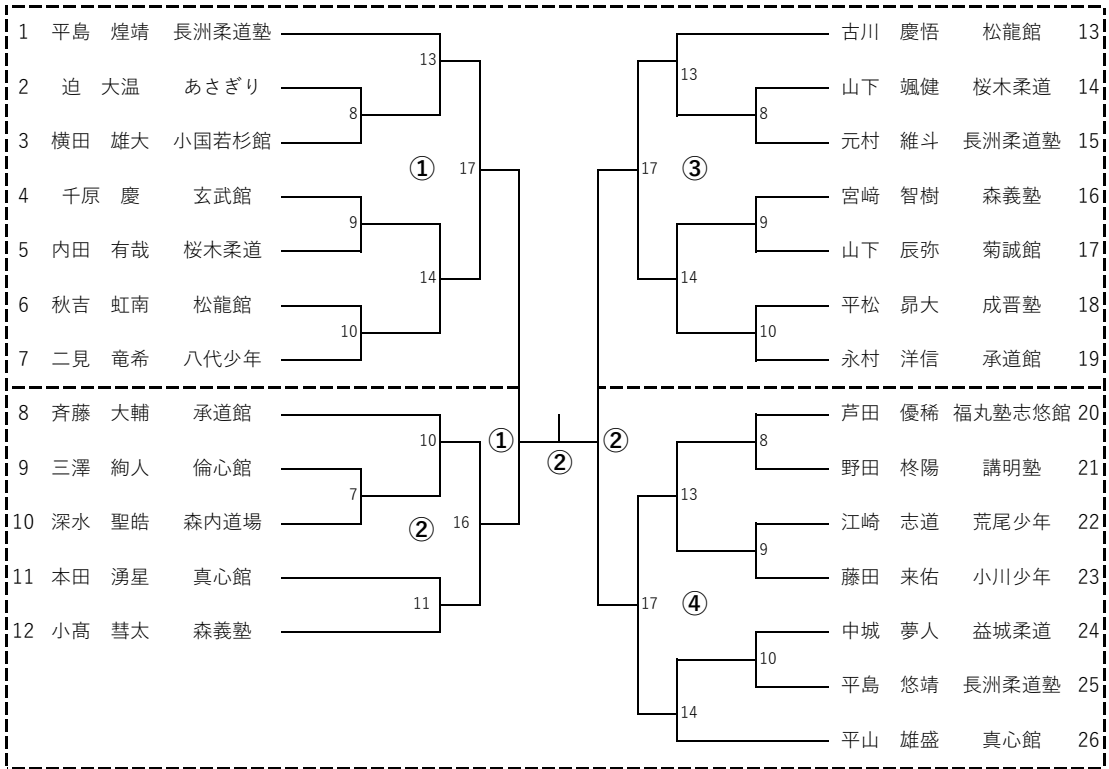 1 平島 煌靖 長洲柔道塾
13
2 迫 大温 あさぎり
8
3 横田 雄大 小国若杉館
① 17
4 千原 慶 玄武館
9
5 内田 有哉 桜木柔道
14
6 秋吉 虹南 松龍館
10
7 二見 竜希 八代少年
8 斉藤 大輔 承道館
10
①
9 三澤 絢人 倫心館
7
10 深水 聖皓 森内道場
② 16
11 本田 湧星 真心館
11
12 小髙 彗太 森義塾
②
古川 慶悟 松龍館 13
13
山下 颯健 桜木柔道 14
8
元村 維斗 長洲柔道塾 15
17 ③
宮﨑 智樹 森義塾 16
9
山下 辰弥 菊誠館 17
14
平松 昴大 成晋塾 18
10
永村 洋信 承道館 19
芦田 優稀 福丸塾志悠館 20
② 8
野田 柊陽 講明塾 21
13
江崎 志道 荒尾少年 22
9
藤田 来佑 小川少年 23
17 ④
中城 夢人 益城柔道 24
10
平島 悠靖 長洲柔道塾 25
14
平山 雄盛 真心館 26